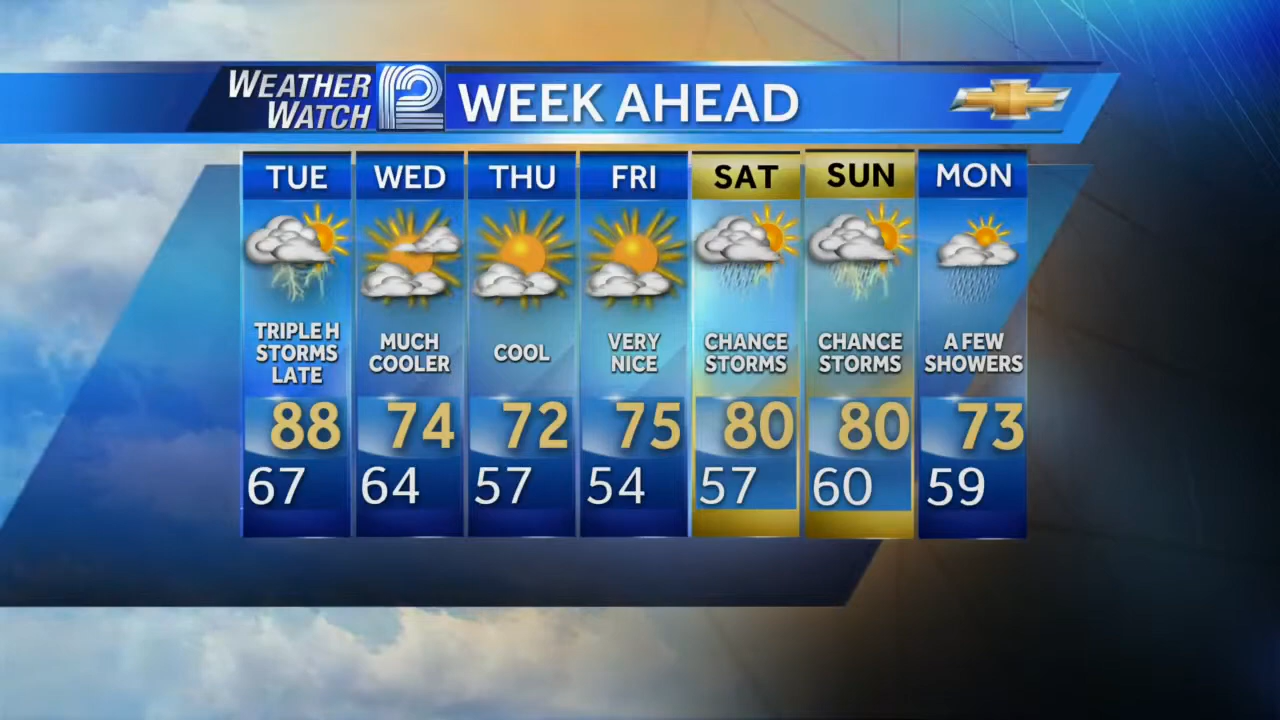 WEATHER
WATCH 12 WEEK AHEAD
TUE WED THU FRI SAT SUN MON
TRIPLE H
STORMS
LATE
MUCH
COOLER
COOL
VERY
NICE
CHANCE
STORMS
CHANCE
STORMS
A FEW
SHOWERS
88 74 72 75 80 80 73
67 64 57 54 57 60 59